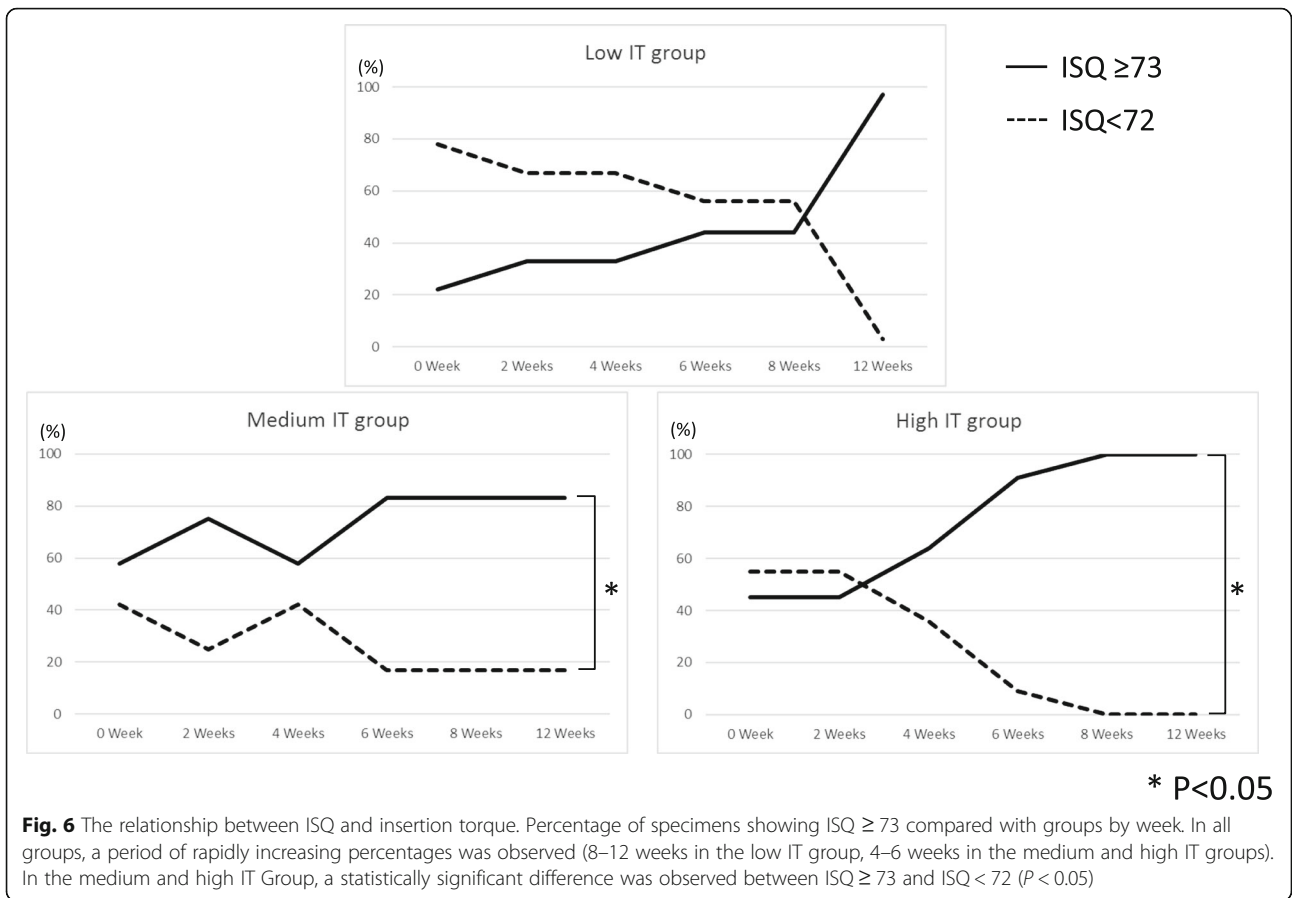 Low IT group
(%)
100
80
60
40
20
0
0 Week 2 Weeks 4 Weeks 6 Weeks 8 Weeks 12 Weeks
ISQ ≥73
ISQ<72
Medium IT group
(%)
100
80
60
40
20
0
0 Week 2 Weeks 4 Weeks 6 Weeks 8 Weeks 12 Weeks
*
High IT group
(%)
100
80
60
40
20
0
0 Week 2 Weeks 4 Weeks 6 Weeks 8 Weeks 12 Weeks
*
* P<0.05
Fig. 6 The relationship between ISQ and insertion torque. Percentage of specimens showing ISQ ≥ 73 compared with groups by week. In all
groups, a period of rapidly increasing percentages was observed (8–12 weeks in the low IT group, 4–6 weeks in the medium and high IT groups).
In the medium and high IT Group, a statistically significant difference was observed between ISQ ≥ 73 and ISQ < 72 (P < 0.05)